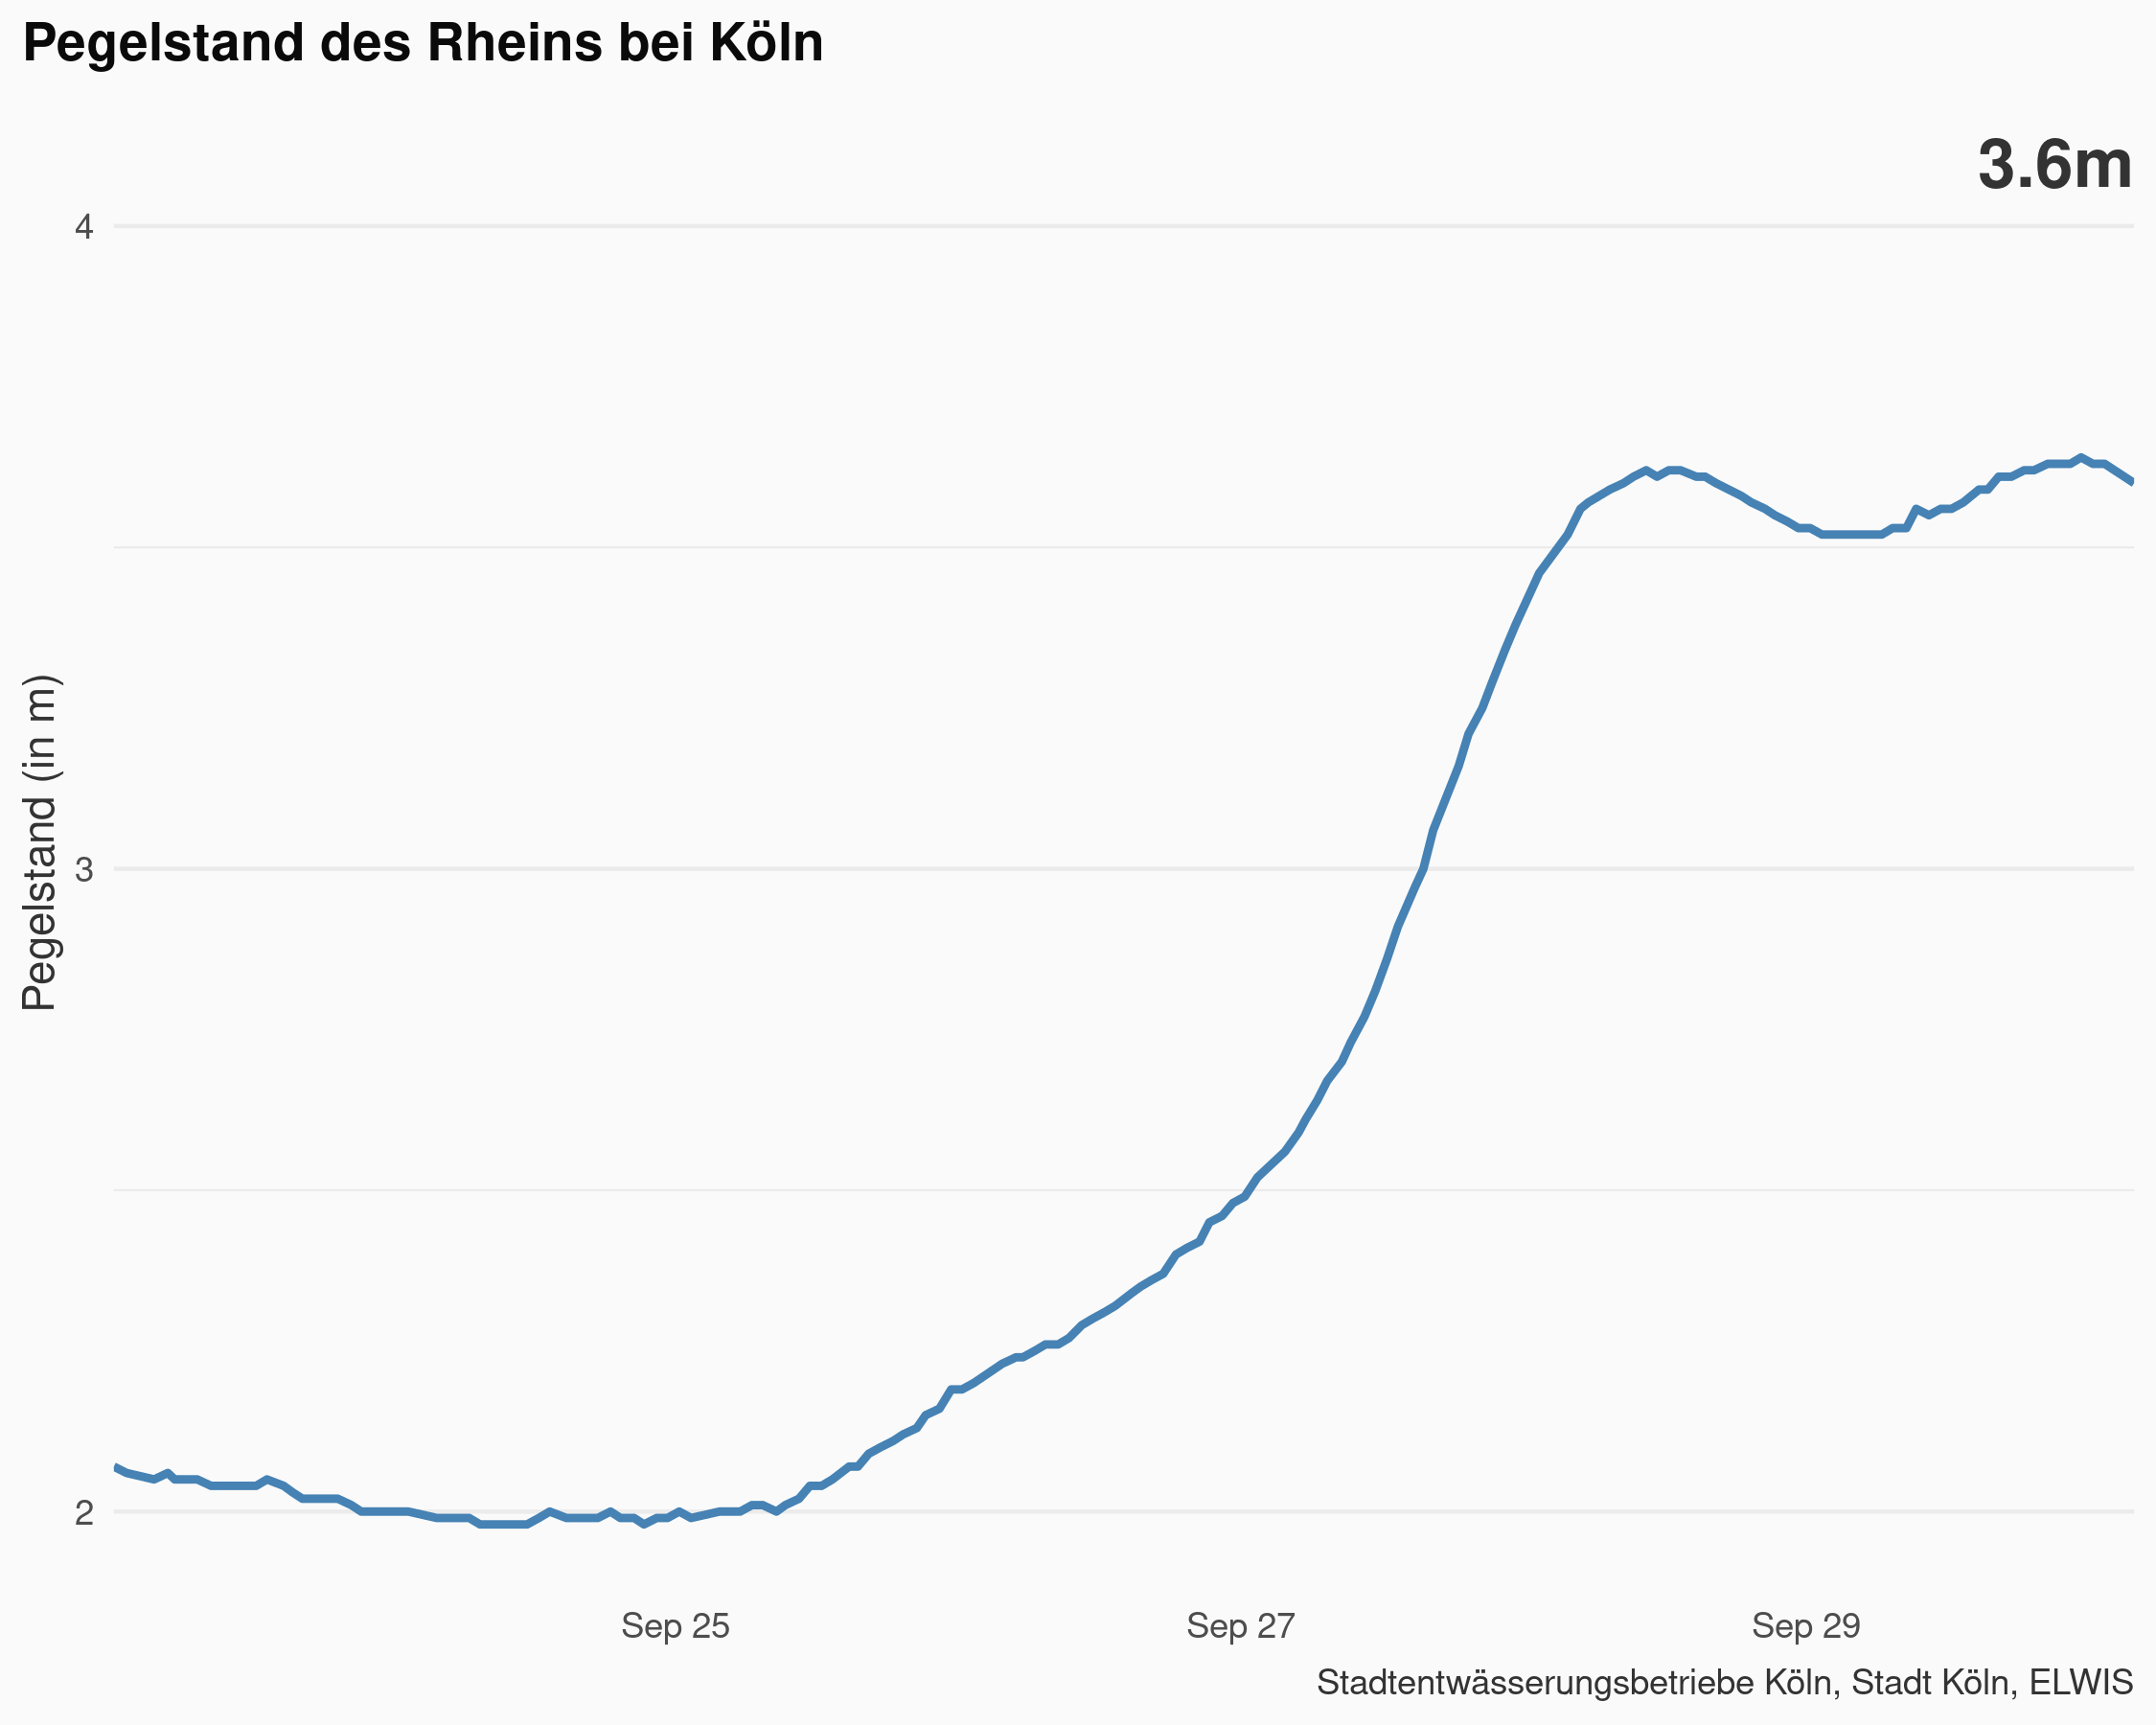 Pegelstand des Rheins bei Köln
3.6m
4
3
2
Pegelstand (in m)
Sep 25
Sep 27
Sep 29
Stadtentwässerungsbetriebe Köln, Stadt Köln, ELWIS